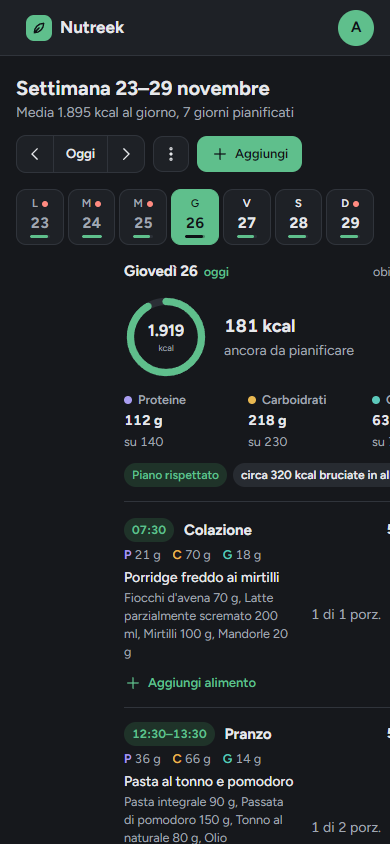 Nutreek
A
Settimana 23–29 novembre
Media 1.895 kcal al giorno, 7 giorni pianificati
Oggi
Aggiungi
L M M G V S D
23 24 25 26 27 28 29
Giovedì 26 oggi
1.919
kcal
181 kcal
ancora da pianificare
Proteine Carboidrati
112 g 218 g 63
su 140 su 230 su
Piano rispettato circa 320 kcal bruciate in al
07:30 Colazione
P 21 g C 70 g G 18 g
Porridge freddo ai mirtilli
Fiocchi d'avena 70 g, Latte
parzialmente scremato 200
ml, Mirtilli 100 g, Mandorle 20
g
1 di 1 porz.
Aggiungi alimento
12:30–13:30 Pranzo
P 36 g C 66 g G 14 g
Pasta al tonno e pomodoro
Pasta integrale 90 g, Passata
di pomodoro 150 g, Tonno al
naturale 80 g, Olio
1 di 2 porz.